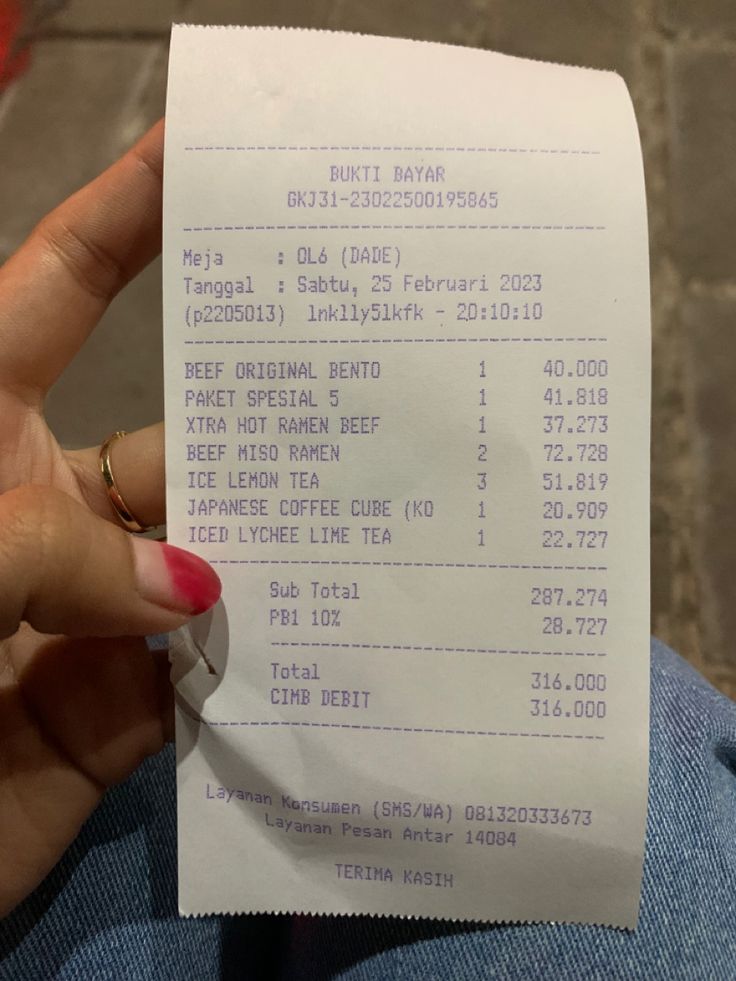 BUKTI BAYAR
GKJ31-23022500195865
Meja : OL6 (DADE)
Tanggal : Sabtu, 25 Februari 2023
(p2205013) lnklly5lkfk - 20:10:10
BEEF ORIGINAL BENTO 1 40.000
PAKET SPESIAL 5 1 41.818
XTRA HOT RAMEN BEEF 1 37.273
BEEF MISO RAMEN 2 72.728
ICE LEMON TEA 3 51.819
JAPANESE COFFEE CUBE (KO 1 20.909
ICED LYCHEE LIME TEA 1 22.727
Sub Total 287.274
PB1 10% 28.727
Total 316.000
CIMB DEBIT 316.000
Layanan Konsumen (SMS/WA) 081320333673
Layanan Pesan Antar 14084
TERIMA KASIH